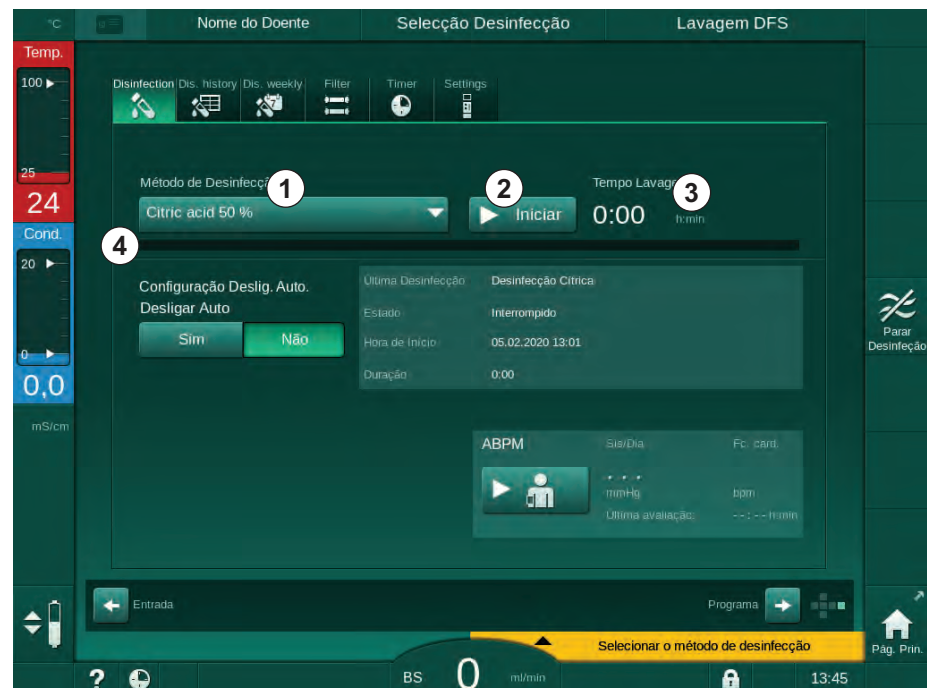 °C Nome do Doente Selecção Desinfecção Lavagem DFS
Temp.
100
25
24
Cond.
20
0
0,0
mS/cm
Disinfection Dis. history Dis. weekly Filter Timer Settings
Método de Desinfecç
1
2
Tempo Lavage
3
Citric acid 50 %
Iniciar
0:00 h:min
4
Configuração Deslig. Auto.
Desligar Auto
Sim Não
Última Desinfecção Desinfecção Cítrica
Estado Interrompido
Hora de Início 05.02.2020 13:01
Duração 0:00
ABPM Sis/Dia Fc. card.
mmHg bpm
Última avaliação: --:-- h:min
Parar
Desinfeção
Entrada
Programa
Selecionar o método de desinfecção
Pág. Prin.
? BS 0 ml/min 13:45